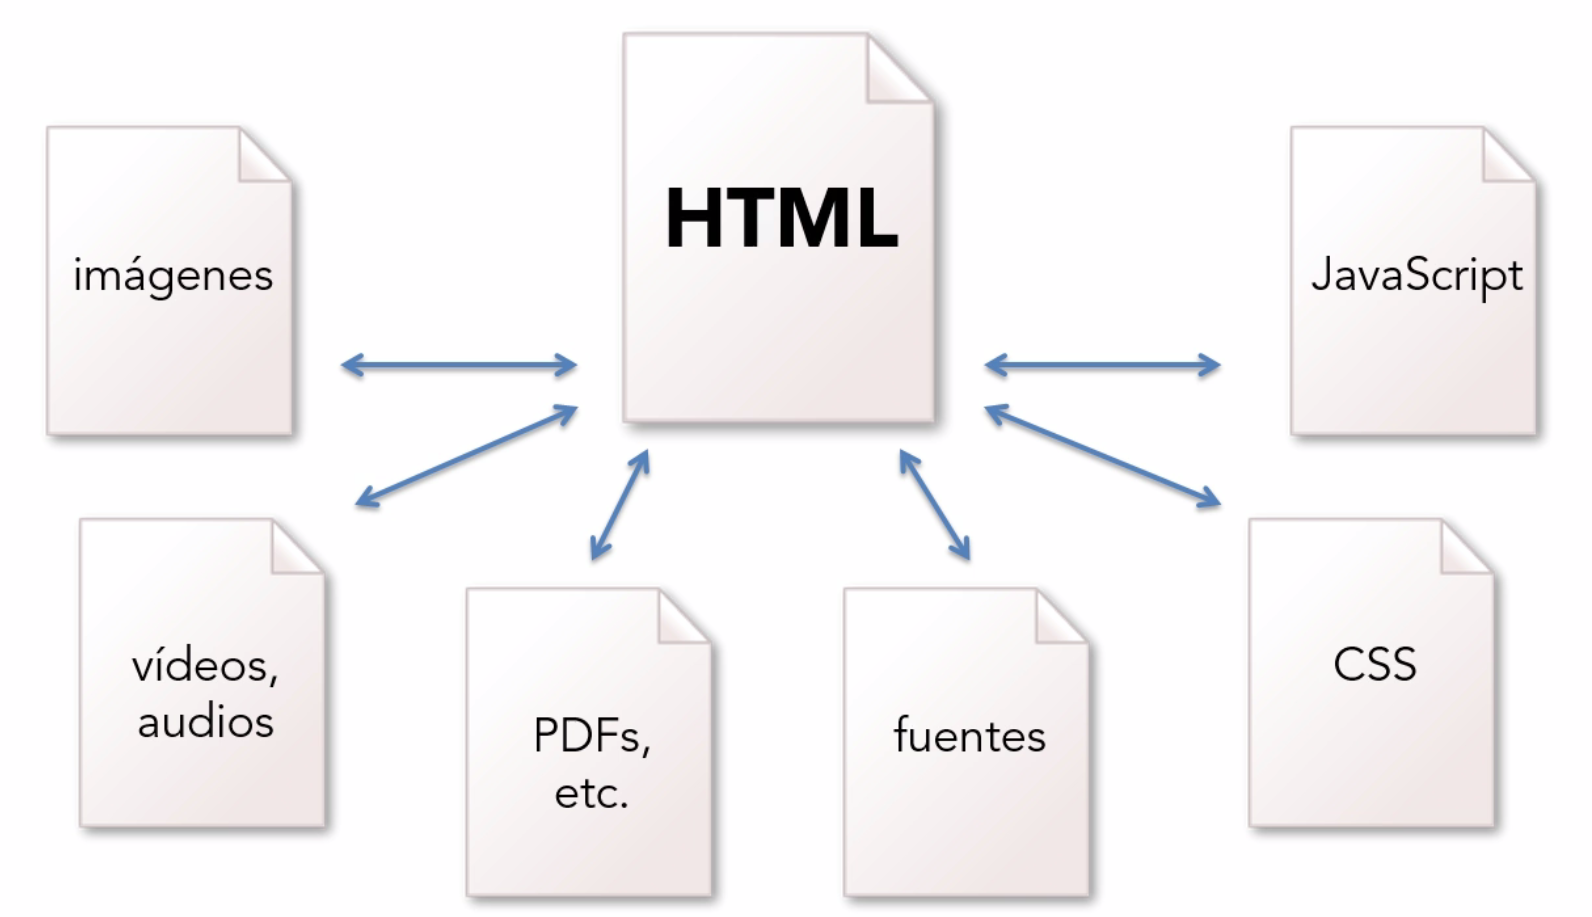 HTML
imágenes
JavaScript
vídeos,
audios
PDFs,
etc.
fuentes
CSS